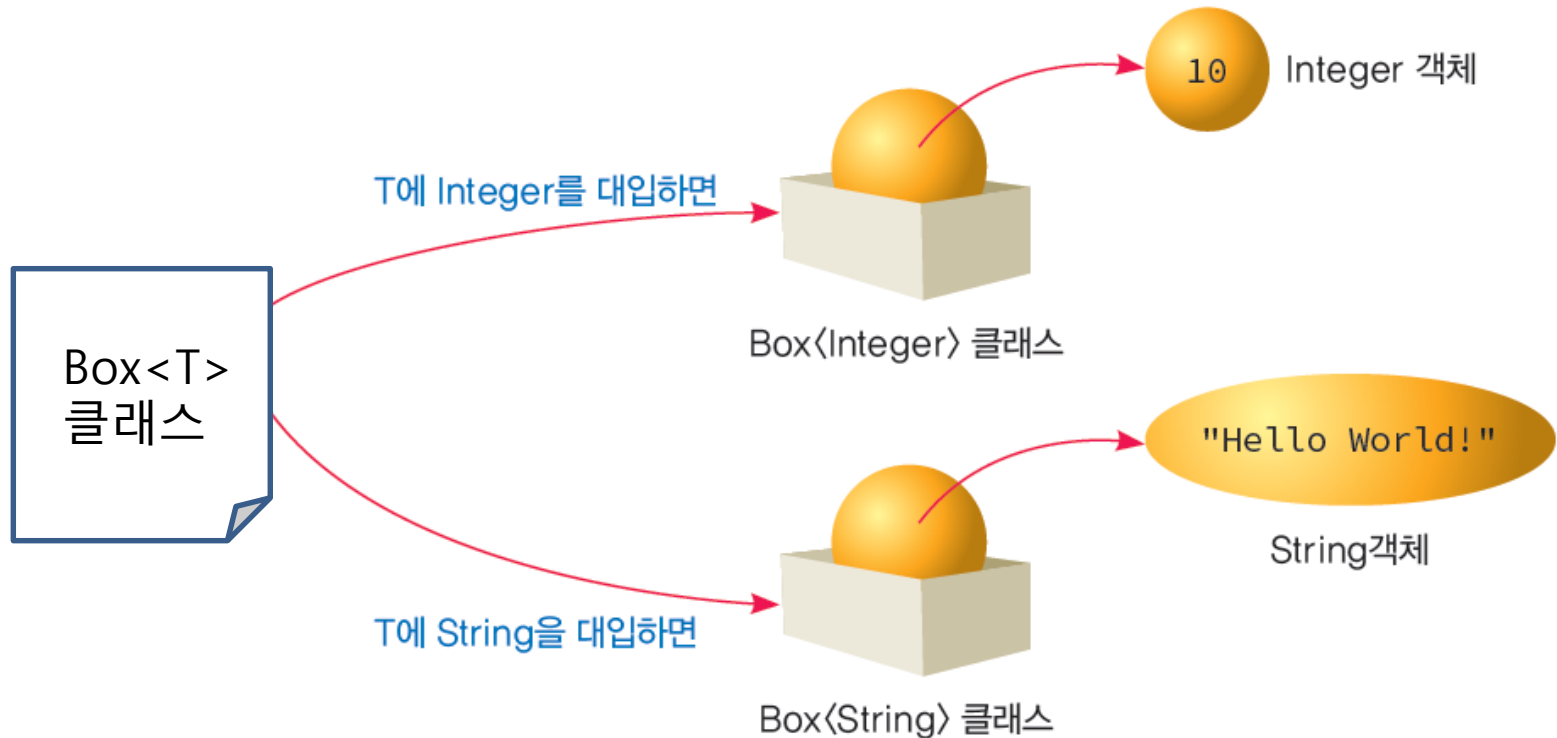 Box<T>
클래스
T에 Integer를 대입하면
Box〈Integer〉 클래스
10
Integer 객체
T에 String을 대입하면
Box〈String〉 클래스
"Hello World!"
String객체